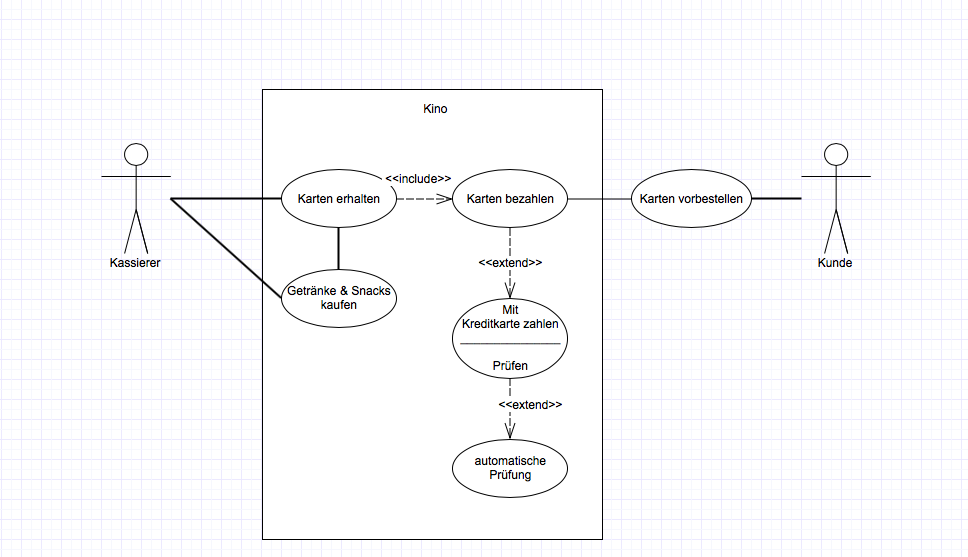 Kino
<<include>>
Karten erhalten
Karten bezahlen
Karten vorbestellen
Kassierer
<<extend>>
Kunde
Getränke & Snacks
kaufen
Mit
Kreditkarte zahlen
Prüfen
<<extend>>
automatische
Prüfung